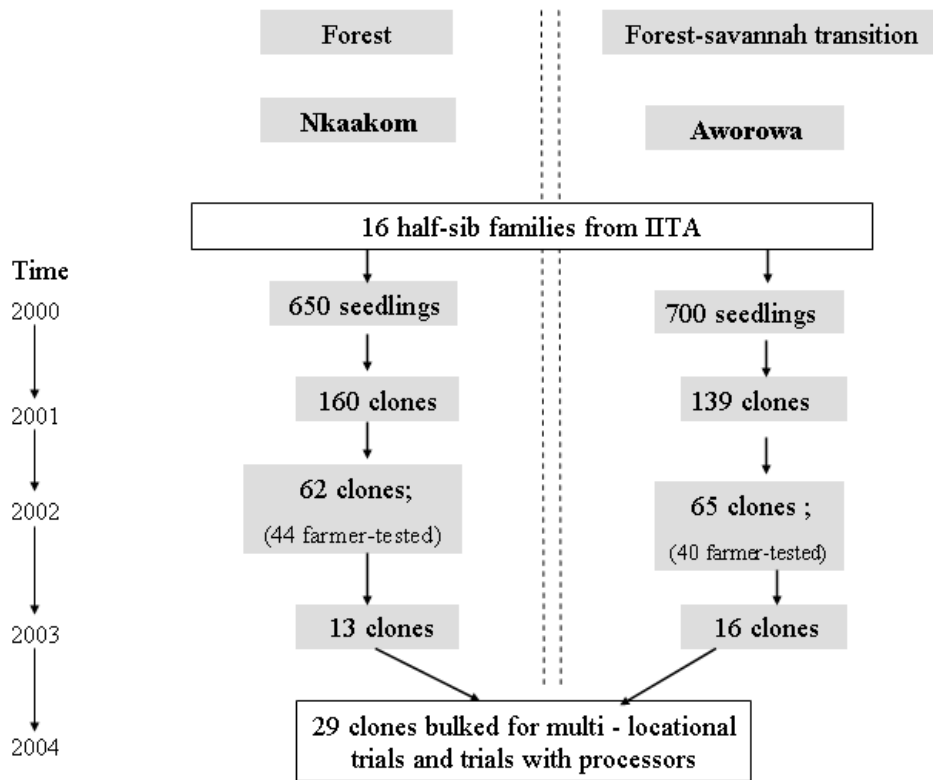 Forest
Forest-savannah transition
Nkaakom
Aworowa
16 half-sib families from IITA
Time
2000
650 seedlings
700 seedlings
160 clones
139 clones
2001
62 clones;
(44 farmer-tested)
65 clones ;
(40 farmer-tested)
2002
13 clones
16 clones
2003
29 clones bulked for multi - locational
trials and trials with processors
2004